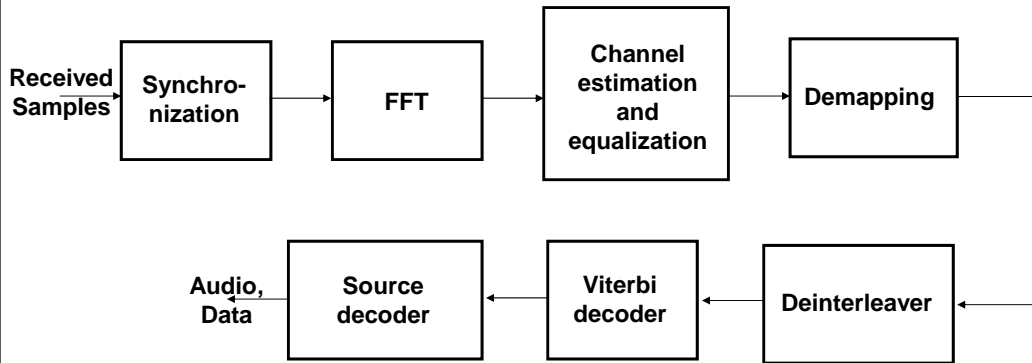 Received
Samples
Synchro-
nization
FFT
Channel
estimation
and
equalization
Demapping
Audio,
Data
Source
decoder
Viterbi
decoder
Deinterleaver